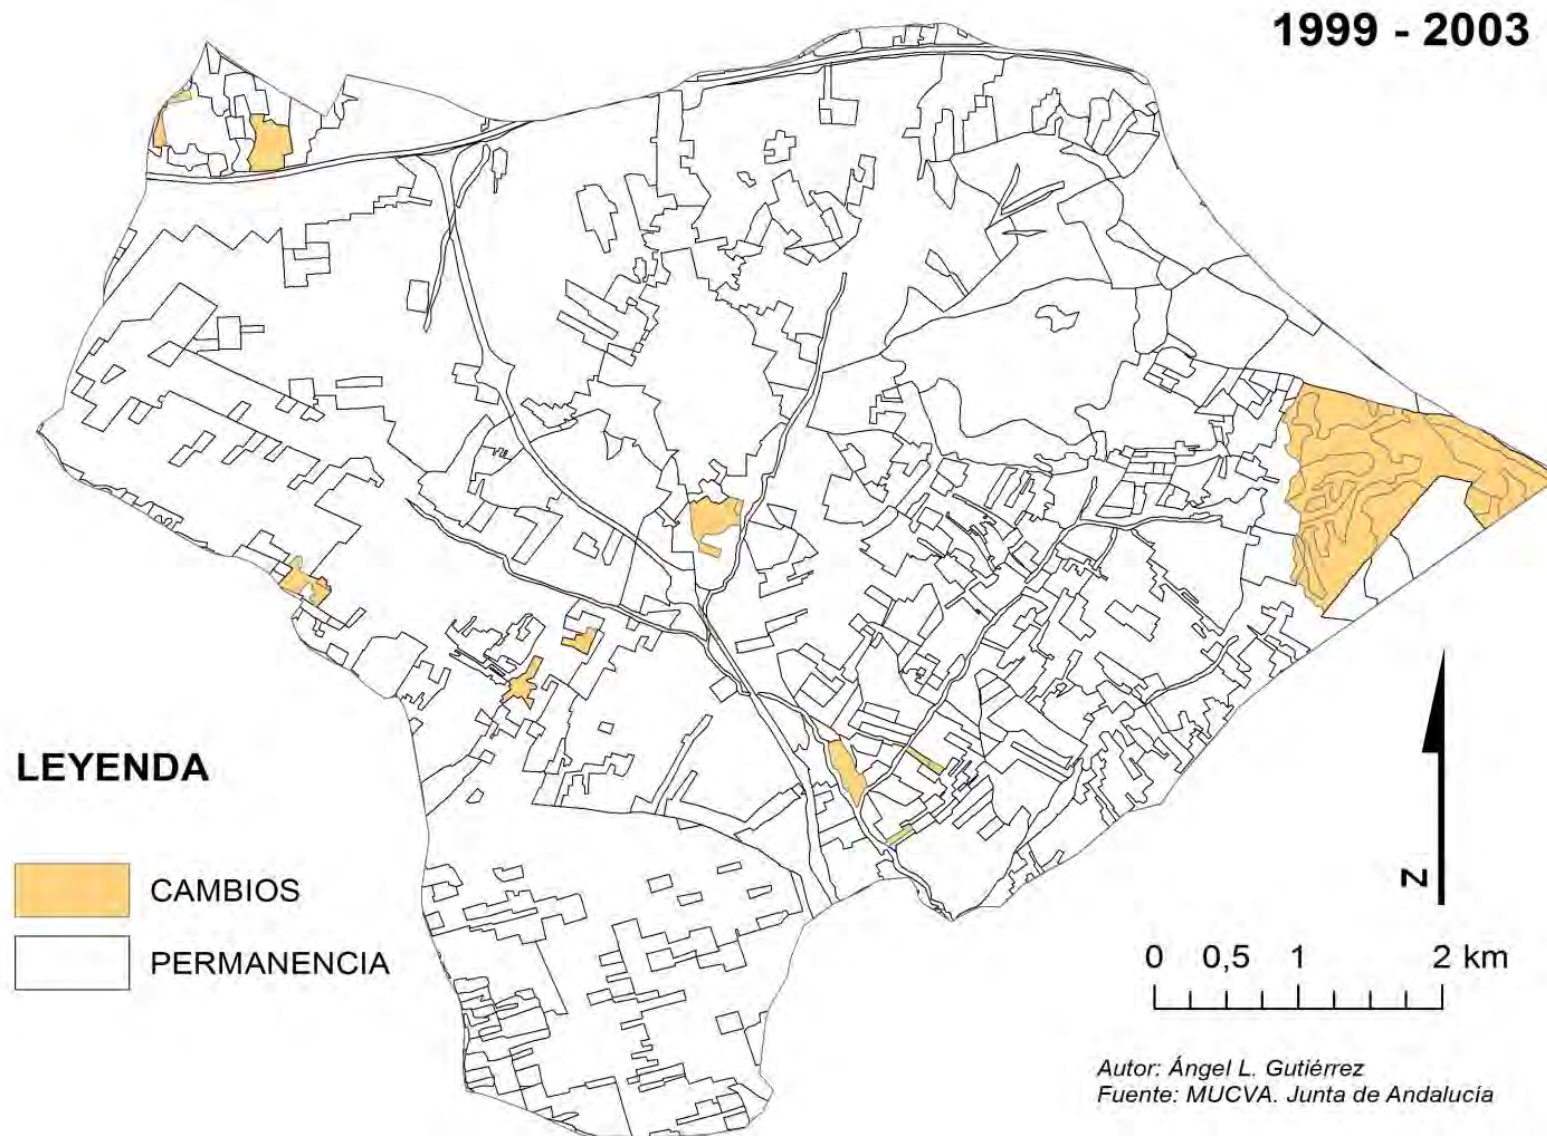 1999 - 2003
LEYENDA
CAMBIOS
PERMANENCIA
N
0 0,5 1 2 km
Autor: Ángel L. Gutiérrez
Fuente: MUCVA. Junta de Andalucía